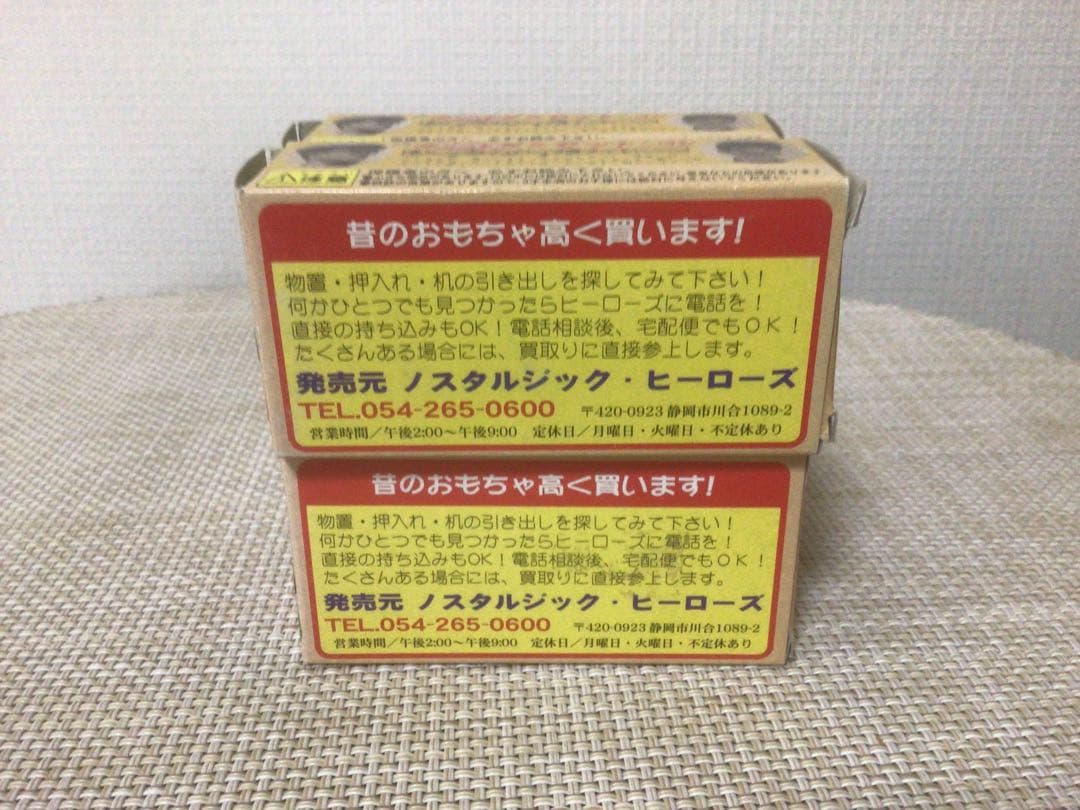 昔のおもちゃ高く買います!
物置・押入れ・机の引き出しを探してみて下さい!
何かひとつでも見つかったらヒーローズに電話を!
直接の持ち込みもOK!電話相談後、宅配便でもOK!
たくさんある場合には、買取りに直接参上します。
発売元 ノスタルジック・ヒーローズ
TEL.054-265-0600 〒420-0923 静岡市川合1089-2
営業時間/午後2:00〜午後9:00 定休日/月曜日・火曜日・不定休あり
昔のおもちゃ高く買います!
物置・押入れ・机の引き出しを探してみて下さい!
何かひとつでも見つかったらヒーローズに電話を!
直接の持ち込みもOK!電話相談後、宅配便でもOK!
たくさんある場合には、買取りに直接参上します。
発売元 ノスタルジック・ヒーローズ
TEL.054-265-0600 〒420-0923 静岡市川合1089-2
営業時間/午後2:00〜午後9:00 定休日/月曜日・火曜日・不定休あり